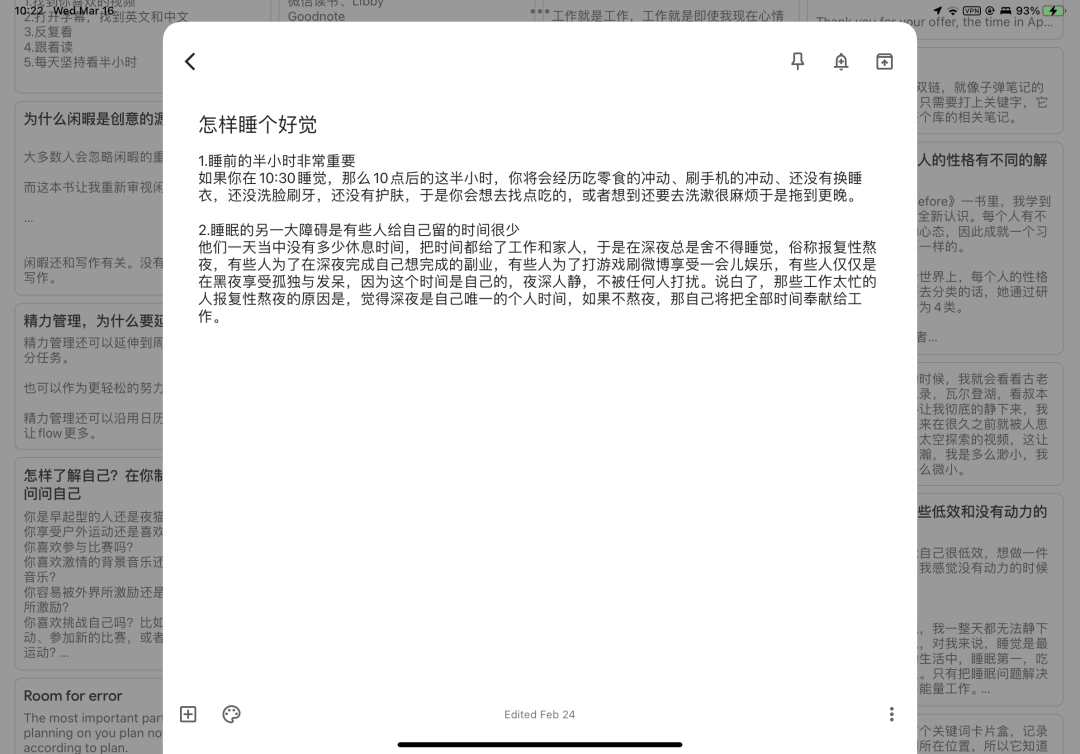 10:22 Wed Mar 16
93%
VPN
2.打开字幕，找到英文和中文
3.反复看
4.跟着读
5.每天坚持看半小时
微信读书、Libby
Goodnote
工作就是工作，工作就是即使我现在心情
Thank you for your offer, the time in Ap...
为什么闲暇是创意的源
大多数人会忽略闲暇的重
而这本书让我重新审视闲
...
闲暇还和写作有关。没有
写作。
精力管理，为什么要延
精力管理还可以延伸到周
分任务。
也可以作为更轻松的努力
精力管理还可以沿用日历
让flow更多。
怎样了解自己？在你制
问问自己
你是早起型的人还是夜猫
你享受户外运动还是喜欢
你喜欢参与比赛吗?
你喜欢激情的背景音乐还
音乐?
你容易被外界所激励还是
所激励?
你喜欢挑战自己吗？比如
动、参加新的比赛，或者
运动? ...
Room for error
The most important par
planning on you plan no
according to plan.
怎样睡个好觉
1.睡前的半小时非常重要
如果你在10:30睡觉，那么10点后的这半小时，你将会经历吃零食的冲动、刷手机的冲动、还没有换睡
衣，还没洗脸刷牙，还没有护肤，于是你会想去找点吃的，或者想到还要去洗漱很麻烦于是拖到更晚。
2.睡眠的另一大障碍是有些人给自己留的时间很少
他们一天当中没有多少休息时间，把时间都给了工作和家人，于是在深夜总是舍不得睡觉，俗称报复性熬
夜，有些人为了在深夜完成自己想完成的副业，有些人为了打游戏刷微博享受一会儿娱乐，有些人仅仅是
在黑夜享受孤独与发呆，因为这个时间是自己的，夜深人静，不被任何人打扰。说白了，那些工作太忙的
人报复性熬夜的原因是，觉得深夜是自己唯一的个人时间，如果不熬夜，那自己将把全部时间奉献给工
作。
Edited Feb 24
双链，就像子弹笔记的
只需要打上关键字，它
个库的相关笔记。
人的性格有不同的解
efore》一书里，我学到
全新认识。每个人有不
心态，因此成就一个习
一样的。
世界上，每个人的性格
去分类的话，她通过研
为4类。
者...
时候，我就会看看古老
录，瓦尔登湖，看叔本
让我彻底的静下来，我
来在很久之前就被人思
太空探索的视频，这让
瀚，我是多么渺小，我
么微小。
些低效和没有动力的
自己很低效，想做一件
我感觉没有动力的时候
，我一整天都无法静下
，对我来说，睡觉是最
生活中，睡眠第一，吃
。只有把睡眠问题解决
能量工作。...
个关键词卡片盒，记录
所在位置，所以它知道